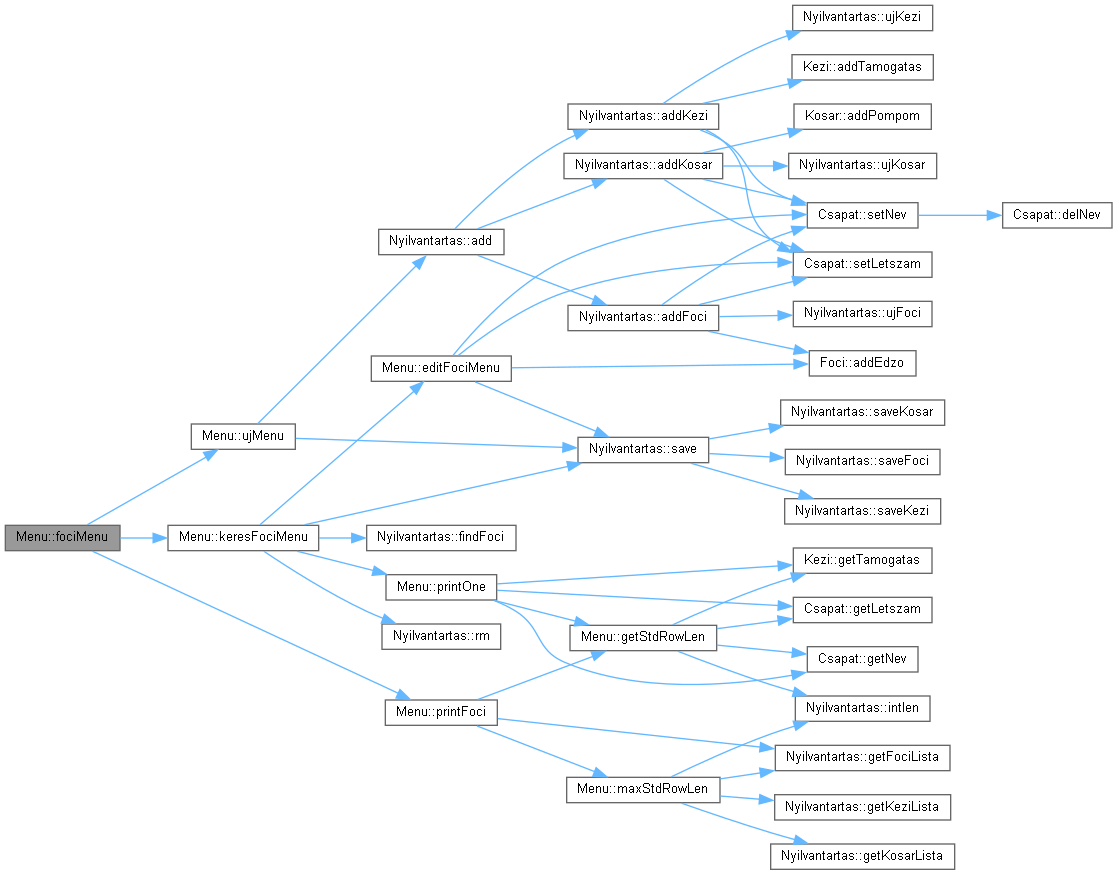 Nyilvantartas::ujKezi
Kezi::addTamogatas
Nyilvantartas::addKezi
Kosar::addPompom
Nyilvantartas::addKosar
Nyilvantartas::ujKosar
Csapat::setNev
Csapat::delNev
Nyilvantartas::add
Csapat::setLetszam
Nyilvantartas::addFoci
Nyilvantartas::ujFoci
Menu::editFociMenu
Foci::addEdzo
Nyilvantartas::saveKosar
Menu::ujMenu
Nyilvantartas::save
Nyilvantartas::saveFoci
Nyilvantartas::saveKezi
Menu::fociMenu
Menu::keresFociMenu
Nyilvantartas::findFoci
Kezi::getTamogatas
Menu::printOne
Csapat::getLetszam
Nyilvantartas::rm
Menu::getStdRowLen
Csapat::getNev
Menu::printFoci
Nyilvantartas::intlen
Nyilvantartas::getFociLista
Menu::maxStdRowLen
Nyilvantartas::getKeziLista
Nyilvantartas::getKosarLista